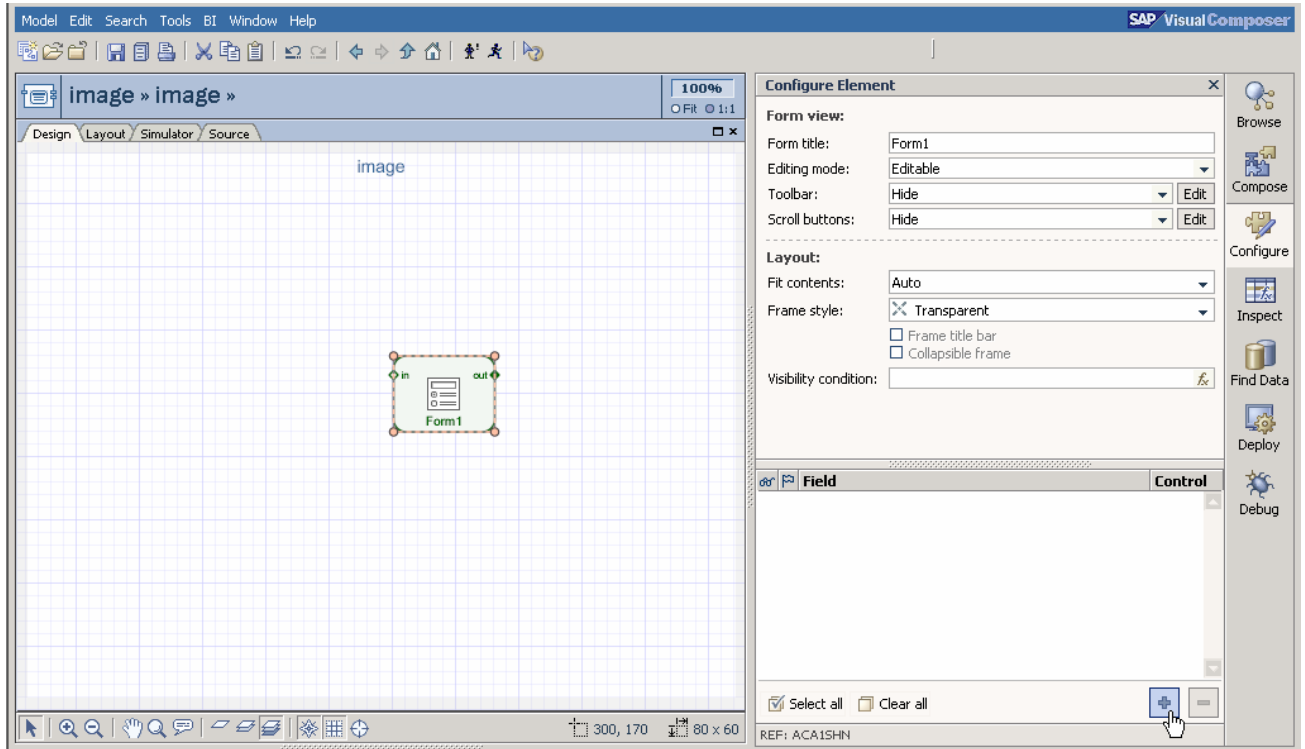 Model Edit Search Tools BI Window Help
SAP Visual Composer
image » image »
100%
Fit 1:1
Design Layout Simulator Source
image
in out
Form1
300, 170 80 x 60
Configure Element
Form view:
Form title: Form1
Editing mode: Editable
Toolbar: Hide Edit
Scroll buttons: Hide Edit
Layout:
Fit contents: Auto
Frame style: Transparent
Frame title bar
Collapsible frame
Visibility condition: fx
Field Control
Select all Clear all
REF: ACA1SHN
Browse
Compose
Configure
fx
Inspect
Find Data
Deploy
Debug